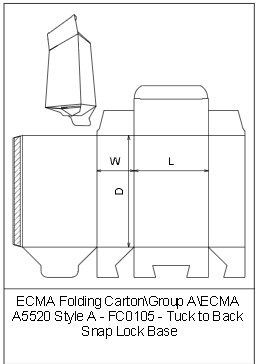 W
L
D
ECMA Folding Carton\Group A\ECMA
A5520 Style A - FC0105 - Tuck to Back
Snap Lock Base